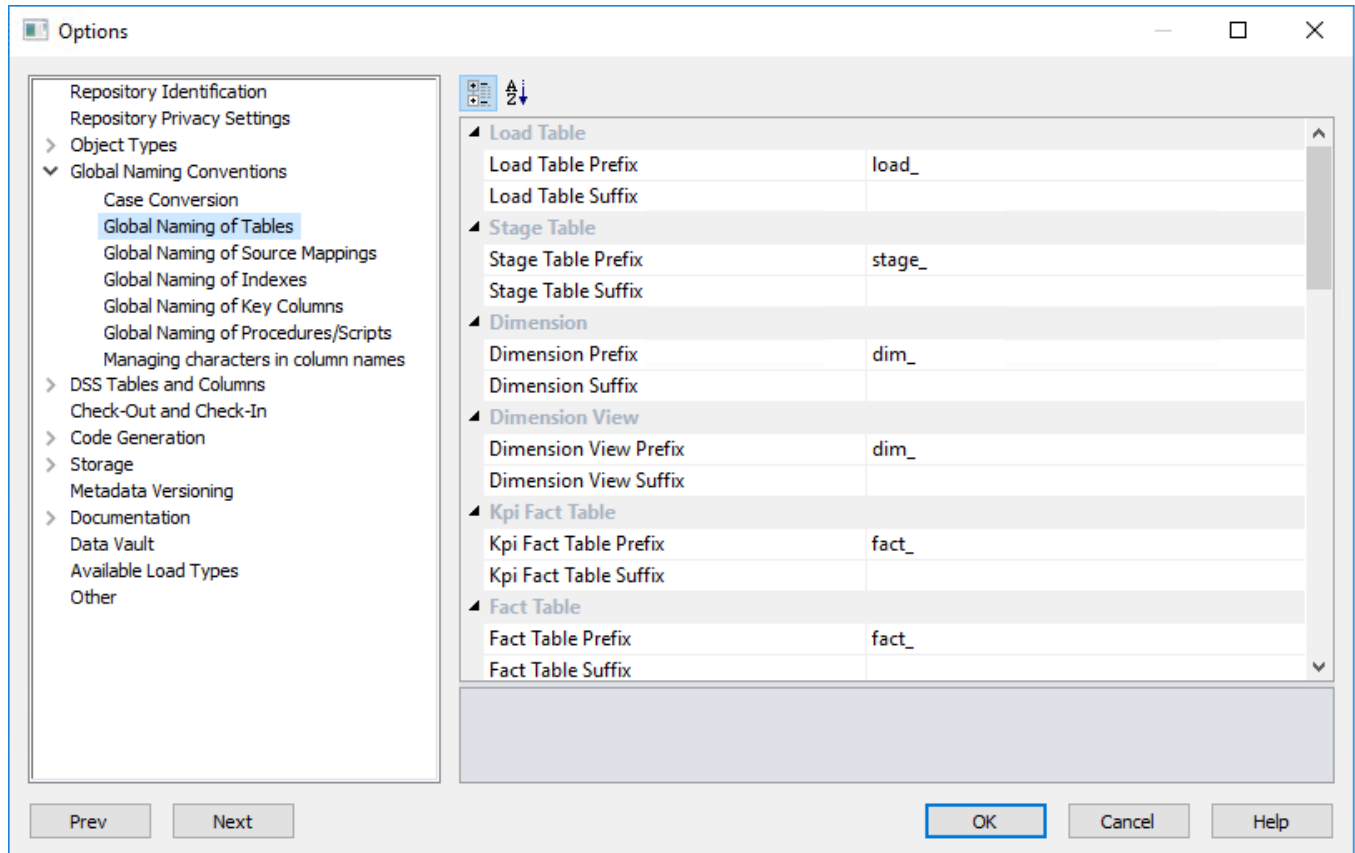 Options
Repository Identification
Repository Privacy Settings
Object Types
Global Naming Conventions
Case Conversion
Global Naming of Tables
Global Naming of Source Mappings
Global Naming of Indexes
Global Naming of Key Columns
Global Naming of Procedures/Scripts
Managing characters in column names
DSS Tables and Columns
Check-Out and Check-In
Code Generation
Storage
Metadata Versioning
Documentation
Data Vault
Available Load Types
Other
Load Table
Load Table Prefix load_
Load Table Suffix
Stage Table
Stage Table Prefix stage_
Stage Table Suffix
Dimension
Dimension Prefix dim_
Dimension Suffix
Dimension View
Dimension View Prefix dim_
Dimension View Suffix
Kpi Fact Table
Kpi Fact Table Prefix fact_
Kpi Fact Table Suffix
Fact Table
Fact Table Prefix fact_
Fact Table Suffix
Prev Next OK Cancel Help